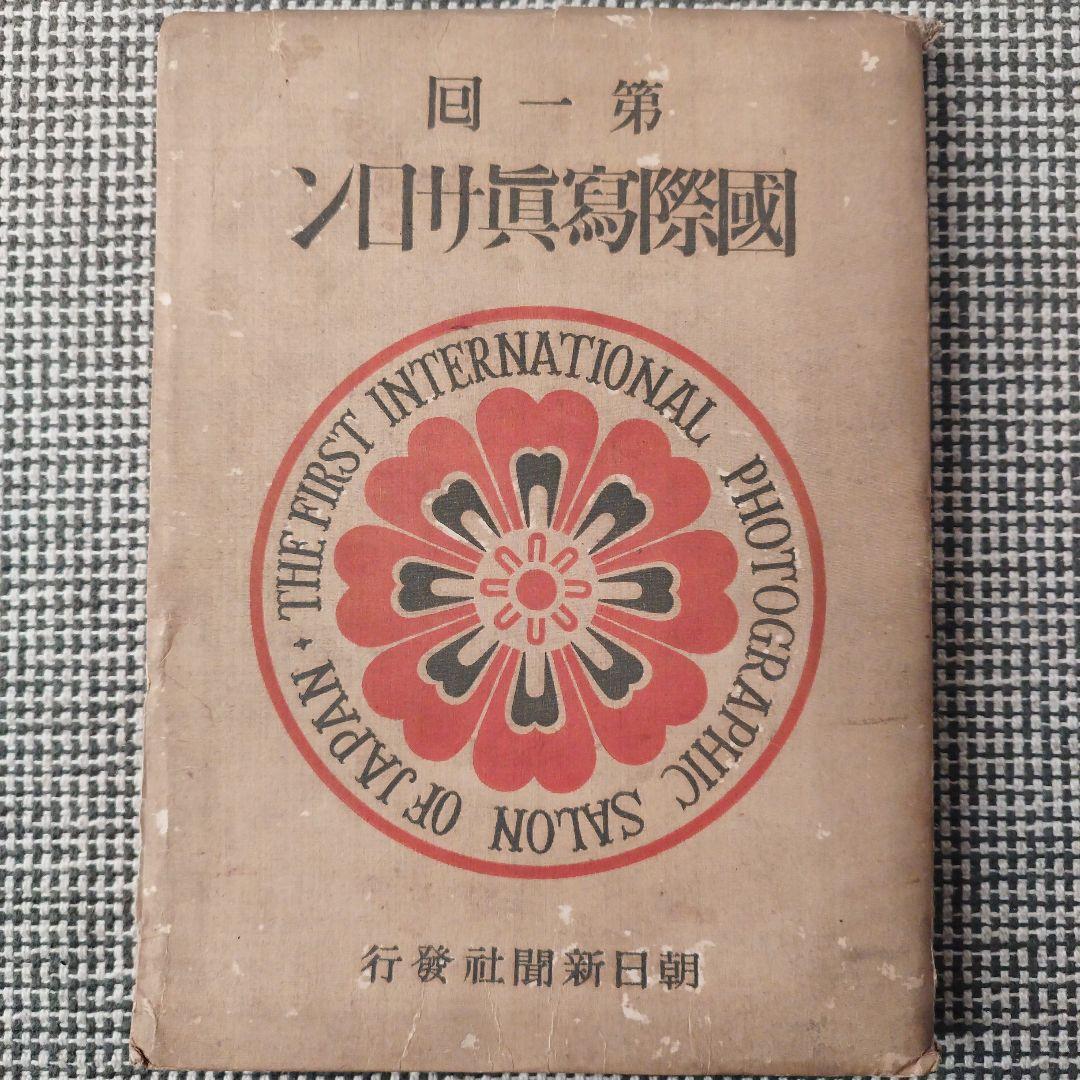 第一回
國際寫眞サロン
THE FIRST INTERNATIONAL PHOTOGRAPHIC SALON OF JAPAN
朝日新聞社發行